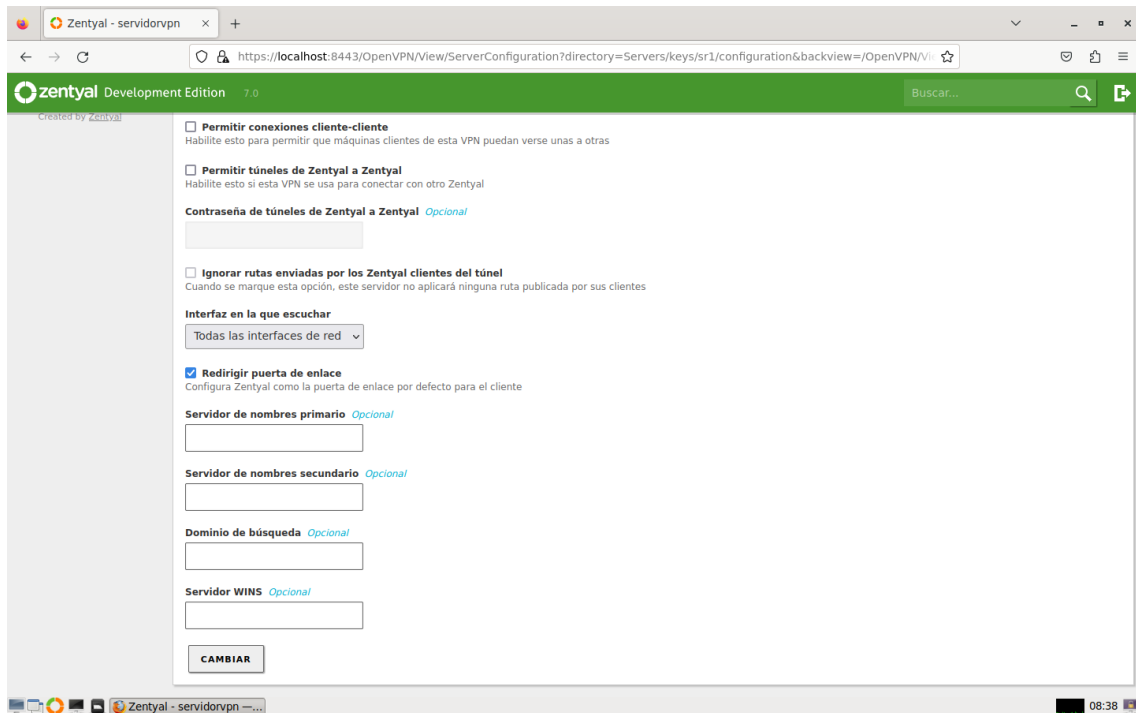 Zentyal - servidorvpn
https://localhost:8443/OpenVPN/View/ServerConfiguration?directory=Servers/keys/sr1/configuration&backview=/OpenVPN/Vi
zentyal Development Edition 7.0
Buscar...
Created by Zentyal
Permitir conexiones cliente-cliente
Habilite esto para permitir que máquinas clientes de esta VPN puedan verse unas a otras
Permitir túneles de Zentyal a Zentyal
Habilite esto si esta VPN se usa para conectar con otro Zentyal
Contraseña de túneles de Zentyal a Zentyal Opcional
Ignorar rutas enviadas por los Zentyal clientes del túnel
Cuando se marque esta opción, este servidor no aplicará ninguna ruta publicada por sus clientes
Interfaz en la que escuchar
Todas las interfaces de red
Redirigir puerta de enlace
Configura Zentyal como la puerta de enlace por defecto para el cliente
Servidor de nombres primario Opcional
Servidor de nombres secundario Opcional
Dominio de búsqueda Opcional
Servidor WINS Opcional
CAMBIAR
Zentyal - servidorvpn —...
08:38